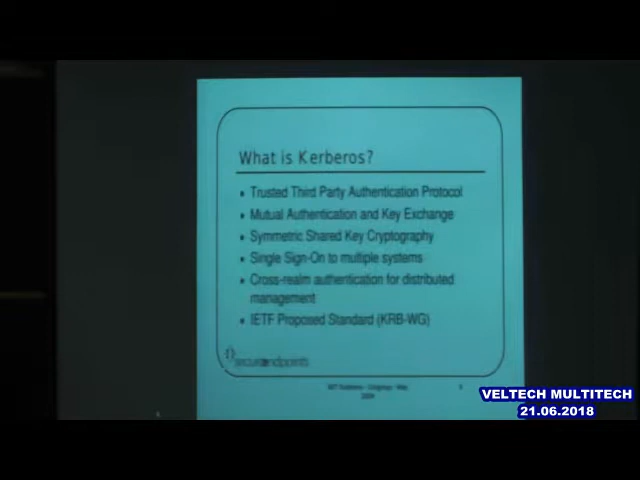 What is Kerberos?
• Trusted Third Party Authentication Protocol
• Mutual Authentication and Key Exchange
• Symmetric Shared Key Cryptography
• Single Sign-On to multiple systems
• Cross-realm authentication for distributed
management
• IETF Proposed Standard (KRB-WG)
secureendpoints
VELTECH MULTITECH
21.06.2018